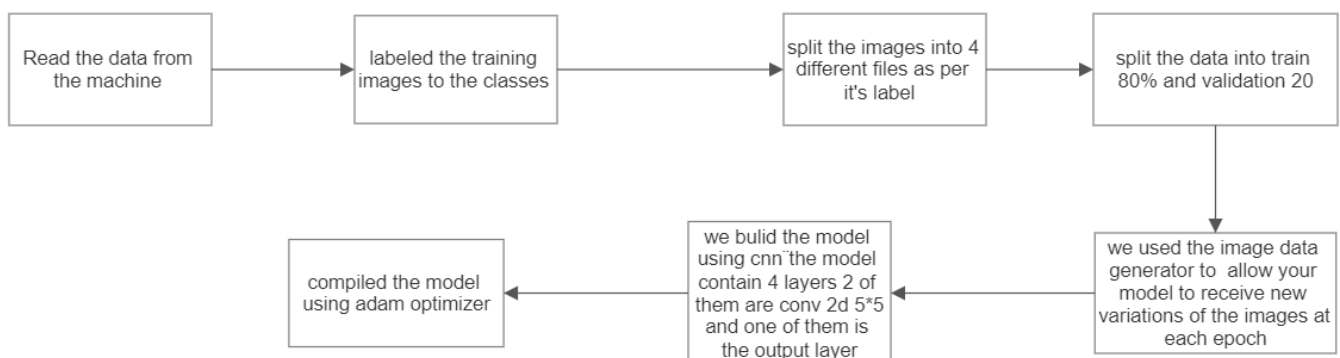 Read the data from
the machine
labeled the training
images to the classes
split the images into 4
different files as per
it's label
split the data into train
80% and validation 20
we used the image data
generator to  allow your
model to receive new
variations of the images at
each epoch
we bulid the model
using cnn¨the model
contain 4 layers 2 of
them are conv 2d 5*5
and one of them is
the output layer
compiled the model
using adam optimizer